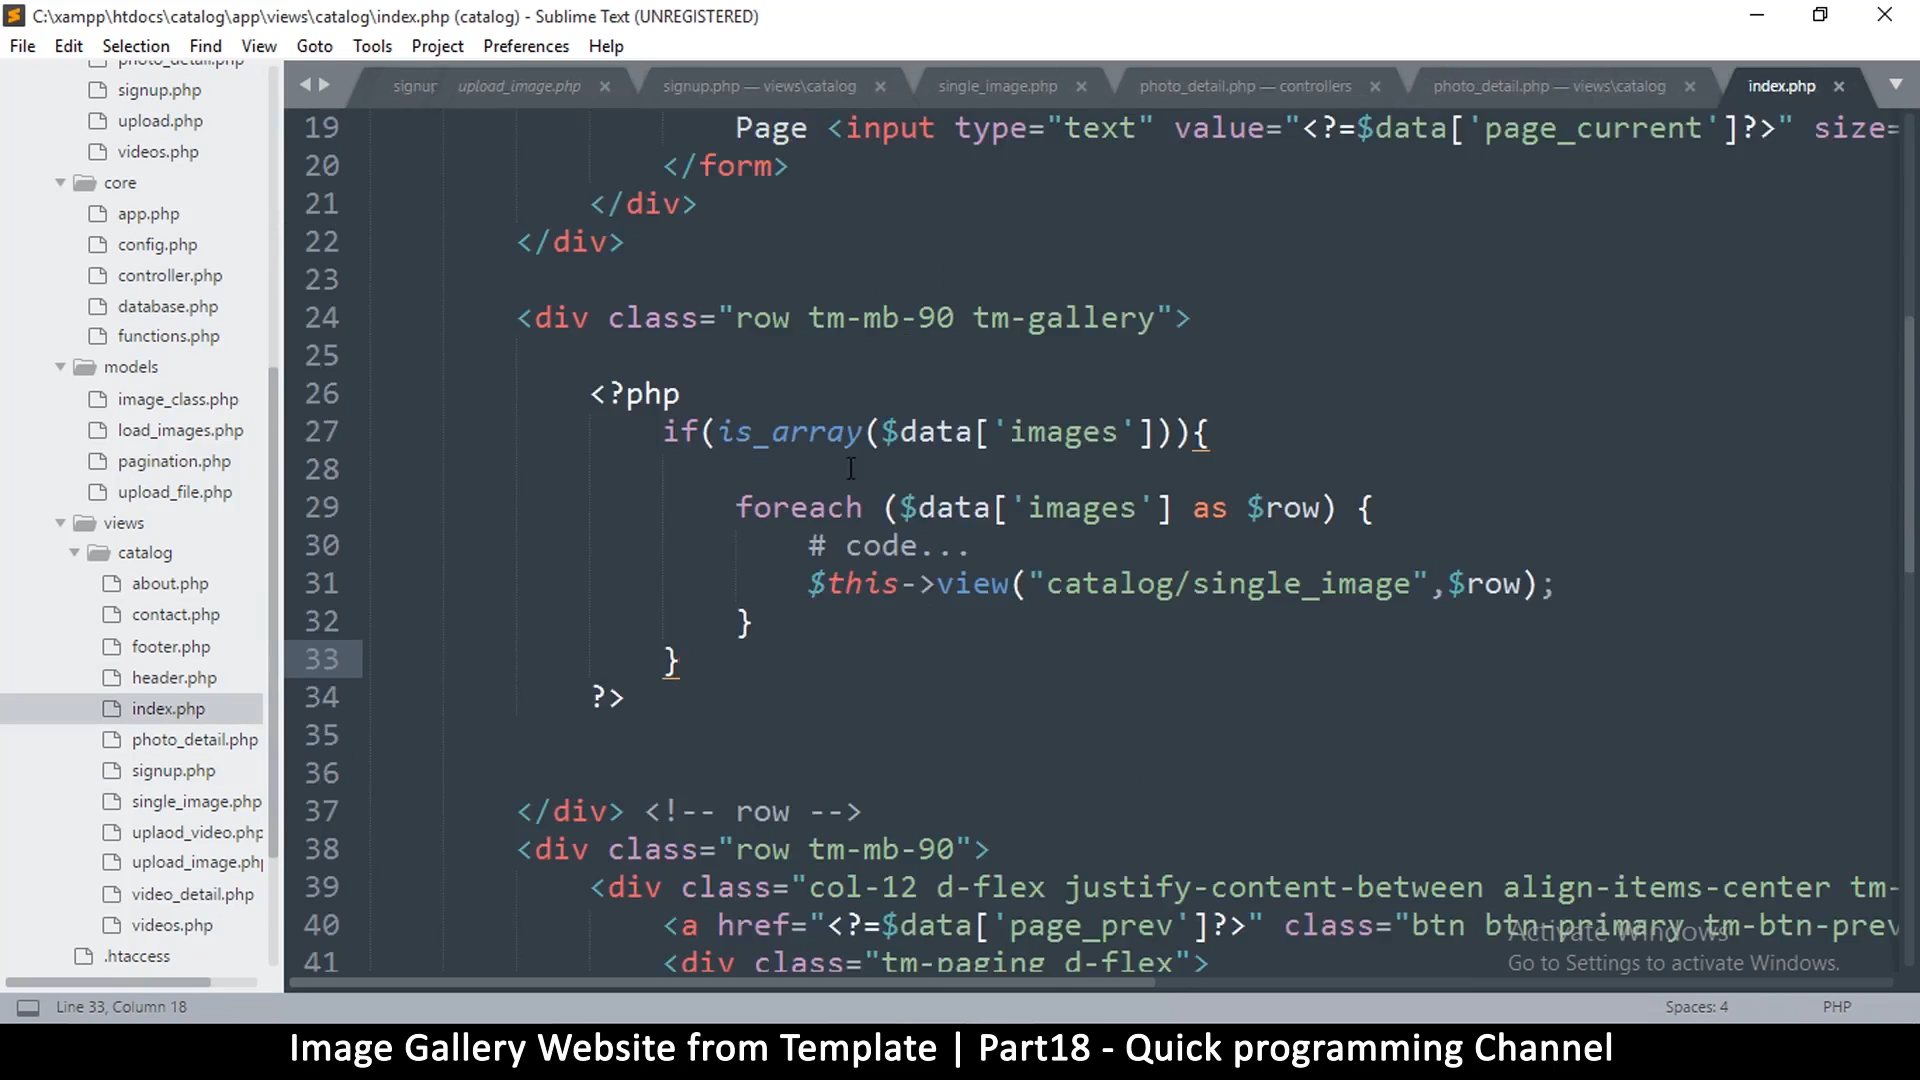 C:\xampp\htdocs\catalog\app\views\catalog\index.php (catalog) - Sublime Text (UNREGISTERED)
File Edit Selection Find View Goto Tools Project Preferences Help
photo_detail.php
signup.php
upload.php
videos.php
core
app.php
config.php
controller.php
database.php
functions.php
models
image_class.php
load_images.php
pagination.php
upload_file.php
views
catalog
about.php
contact.php
footer.php
header.php
index.php
photo_detail.php
signup.php
single_image.php
uplaod_video.php
upload_image.php
video_detail.php
videos.php
.htaccess
signup upload_image.php signup.php — views\catalog single_image.php photo_detail.php — controllers photo_detail.php — views\catalog index.php
19 Page <input type="text" value="<?=$data['page_current']?>" size=
20 </form>
21 </div>
22 </div>
23
24 <div class="row tm-mb-90 tm-gallery">
25
26 <?php
27 if(is_array($data['images'])){
28
29 foreach ($data['images'] as $row) {
30 # code...
31 $this->view("catalog/single_image",$row);
32 }
33 }
34 ?>
35
36
37 </div> <!-- row -->
38 <div class="row tm-mb-90">
39 <div class="col-12 d-flex justify-content-between align-items-center tm-
40 <a href="<?=$data['page_prev']?>" class="btn btn-primary tm-btn-prev
41 <div class="tm-paging d-flex">
Activate Windows
Go to Settings to activate Windows.
Line 33, Column 18
Spaces: 4
PHP
Image Gallery Website from Template | Part18 - Quick programming Channel